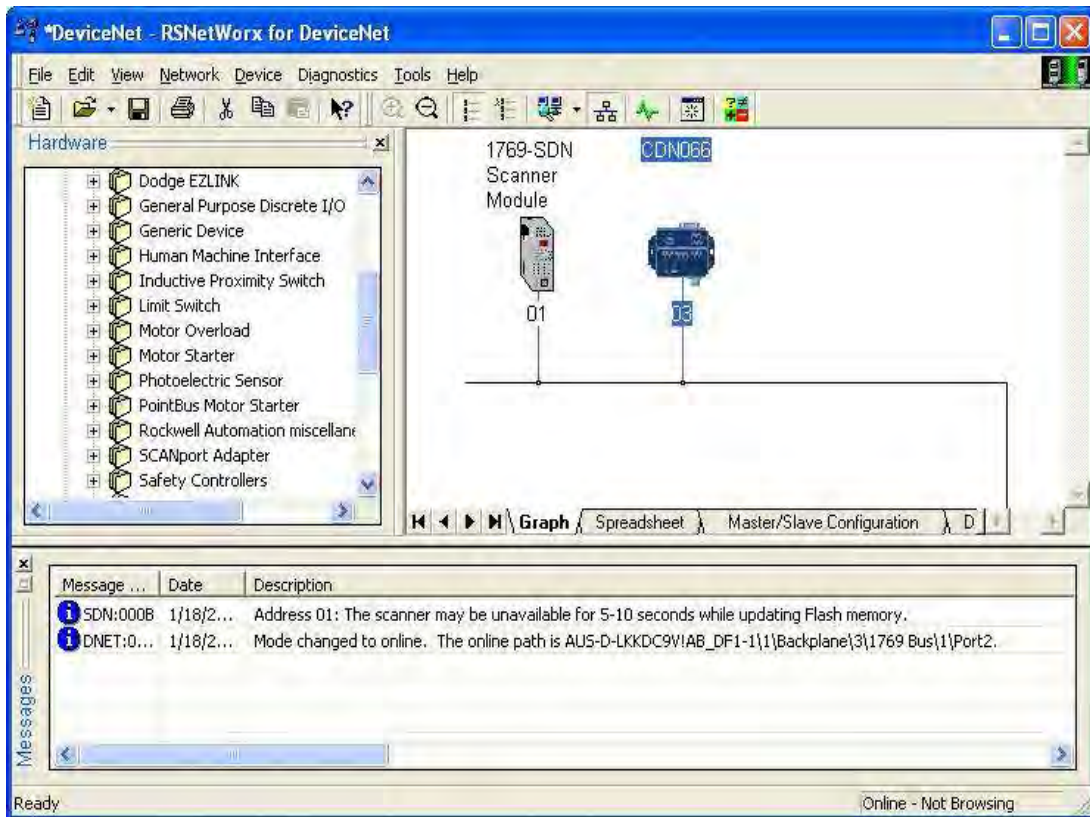 *DeviceNet - RSNetWorx for DeviceNet
File Edit View Network Device Diagnostics Tools Help
Hardware
Dodge EZLINK
General Purpose Discrete I/O
Generic Device
Human Machine Interface
Inductive Proximity Switch
Limit Switch
Motor Overload
Motor Starter
Photoelectric Sensor
PointBus Motor Starter
Rockwell Automation miscellane
SCANport Adapter
Safety Controllers
1769-SDN
Scanner
Module
01
CDN066
03
Graph Spreadsheet Master/Slave Configuration D
Messages
Message ... Date Description
SDN:000B 1/18/2... Address 01: The scanner may be unavailable for 5-10 seconds while updating Flash memory.
DNET:0... 1/18/2... Mode changed to online. The online path is AUS-D-LKKDC9V!AB_DF1-1\1\Backplane\3\1769 Bus\1\Port2.
Ready Online - Not Browsing